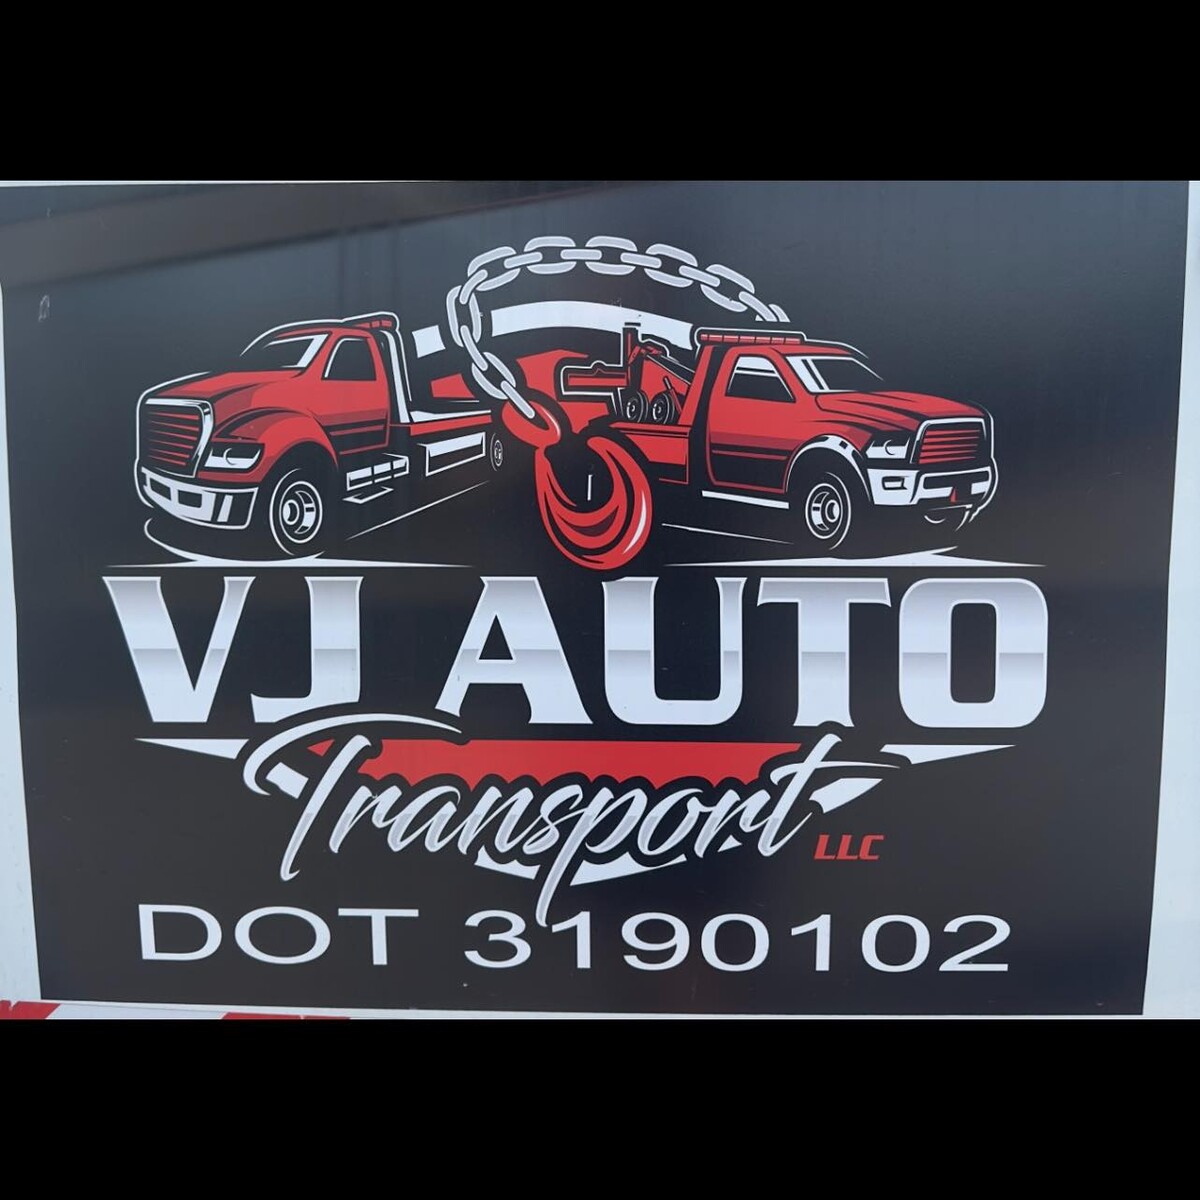 VJ AUTO
Transport
LLC
DOT 3190102